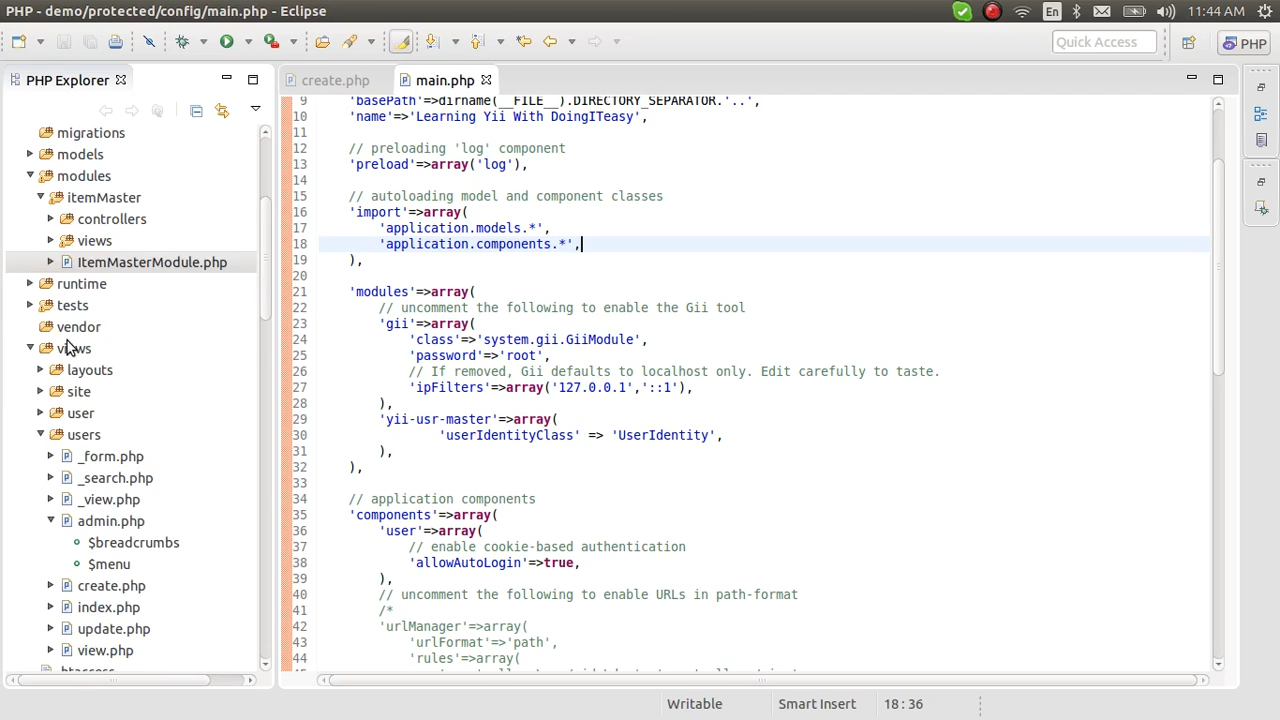 PHP - demo/protected/config/main.php - Eclipse
En
11:44 AM
Quick Access
PHP
PHP Explorer
create.php
main.php
migrations
models
modules
itemMaster
controllers
views
ItemMasterModule.php
runtime
tests
vendor
views
layouts
site
user
users
_form.php
_search.php
_view.php
admin.php
$breadcrumbs
$menu
create.php
index.php
update.php
view.php
.htaccess
9 'basePath'=>dirname(__FILE__).DIRECTORY_SEPARATOR.'..',
10 'name'=>'Learning Yii With DoingITeasy',
11
12 // preloading 'log' component
13 'preload'=>array('log'),
14
15 // autoloading model and component classes
16 'import'=>array(
17 'application.models.*',
18 'application.components.*',
19 ),
20
21 'modules'=>array(
22 // uncomment the following to enable the Gii tool
23 'gii'=>array(
24 'class'=>'system.gii.GiiModule',
25 'password'=>'root',
26 // If removed, Gii defaults to localhost only. Edit carefully to taste.
27 'ipFilters'=>array('127.0.0.1','::1'),
28 ),
29 'yii-usr-master'=>array(
30 'userIdentityClass' => 'UserIdentity',
31 ),
32 ),
33
34 // application components
35 'components'=>array(
36 'user'=>array(
37 // enable cookie-based authentication
38 'allowAutoLogin'=>true,
39 ),
40 // uncomment the following to enable URLs in path-format
41 /*
42 'urlManager'=>array(
43 'urlFormat'=>'path',
44 'rules'=>array(
Writable
Smart Insert
18 : 36